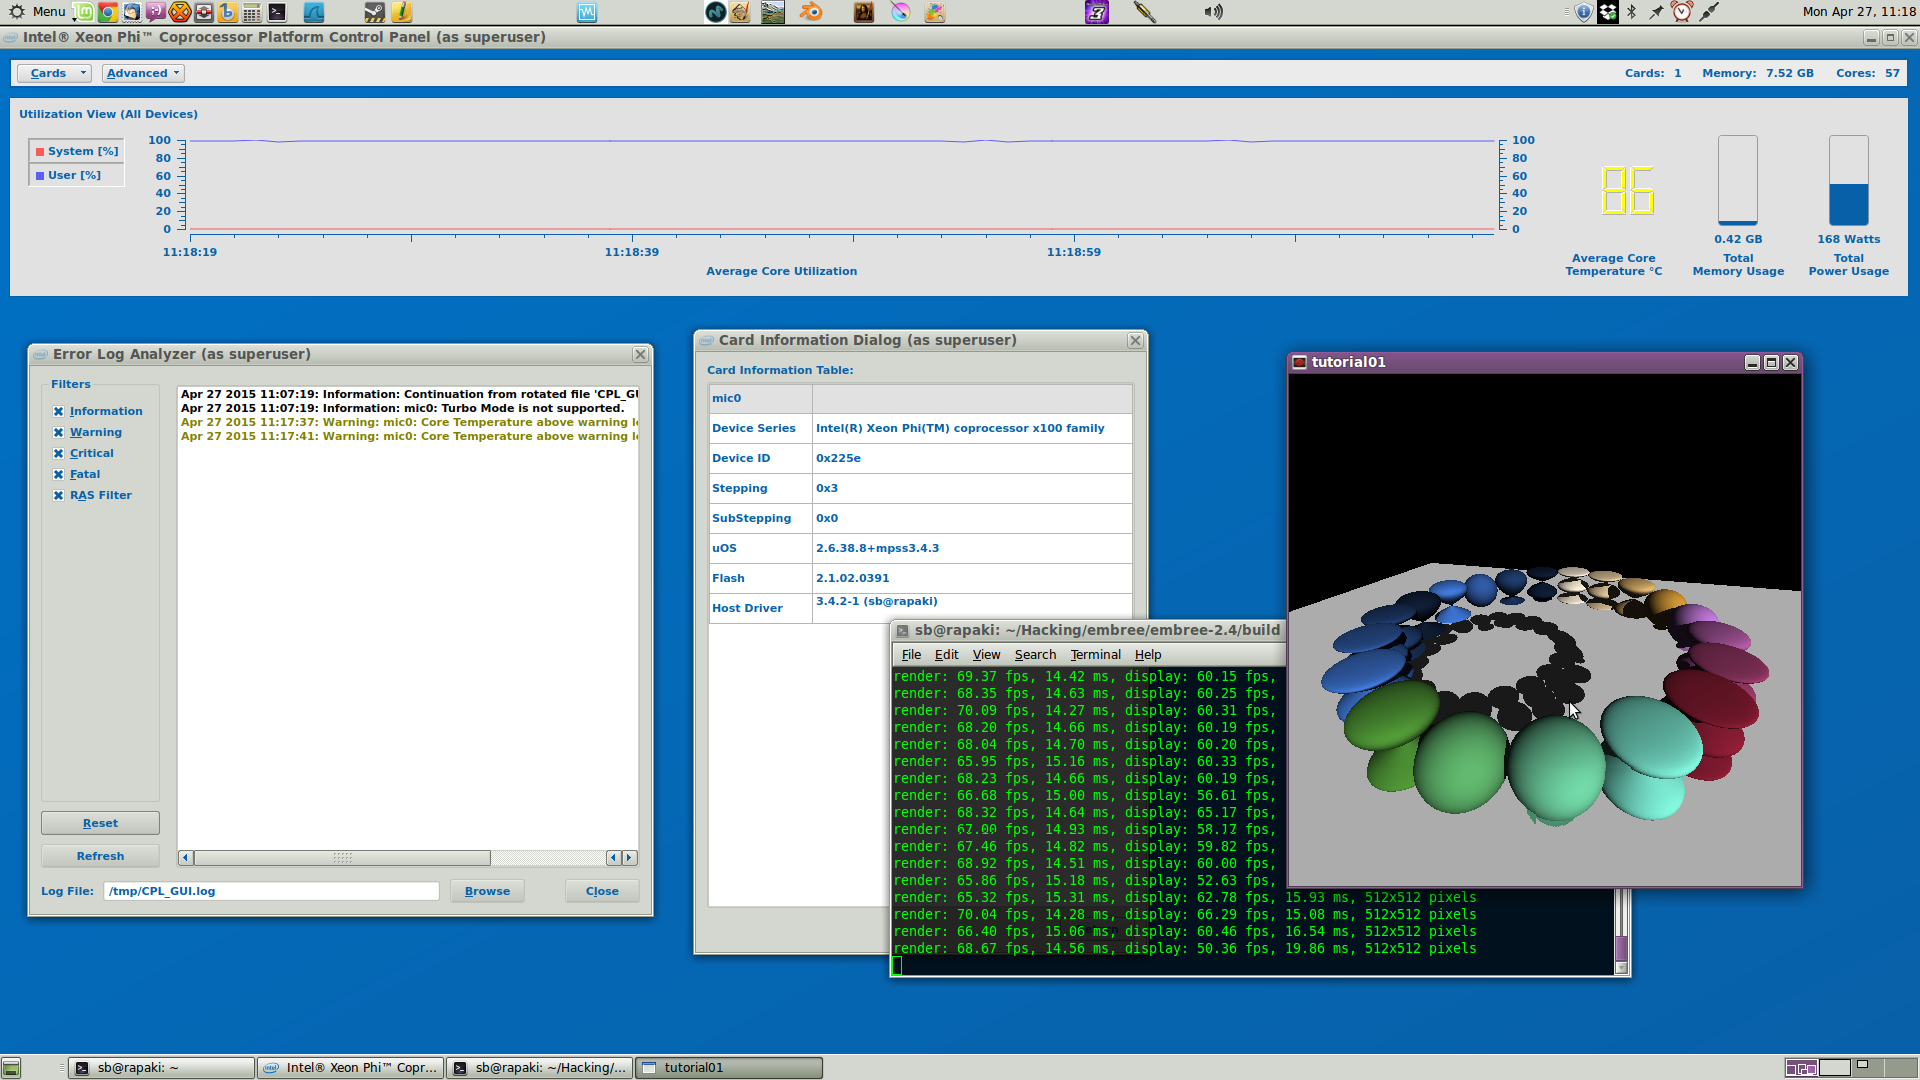 Menu
Mon Apr 27, 11:18
Intel® Xeon Phi™ Coprocessor Platform Control Panel (as superuser)
Cards
Advanced
Cards: 1 Memory: 7.52 GB Cores: 57
Utilization View (All Devices)
System [%]
User [%]
100
80
60
40
20
0
100
80
60
40
20
0
11:18:19
11:18:39
11:18:59
Average Core Utilization
86
Average Core
Temperature °C
0.42 GB
Total
Memory Usage
168 Watts
Total
Power Usage
Error Log Analyzer (as superuser)
Filters
Information
Warning
Critical
Fatal
RAS Filter
Reset
Refresh
Apr 27 2015 11:07:19: Information: Continuation from rotated file 'CPL_GU
Apr 27 2015 11:07:19: Information: mic0: Turbo Mode is not supported.
Apr 27 2015 11:17:37: Warning: mic0: Core Temperature above warning l
Apr 27 2015 11:17:41: Warning: mic0: Core Temperature above warning l
Log File:
/tmp/CPL_GUI.log
Browse
Close
Card Information Dialog (as superuser)
Card Information Table:
mic0
Device Series Intel(R) Xeon Phi(TM) coprocessor x100 family
Device ID 0x225e
Stepping 0x3
SubStepping 0x0
uOS 2.6.38.8+mpss3.4.3
Flash 2.1.02.0391
Host Driver 3.4.2-1 (sb@rapaki)
sb@rapaki: ~/Hacking/embree/embree-2.4/build
File Edit View Search Terminal Help
render: 69.37 fps, 14.42 ms, display: 60.15 fps,
render: 68.35 fps, 14.63 ms, display: 60.25 fps,
render: 70.09 fps, 14.27 ms, display: 60.31 fps,
render: 68.20 fps, 14.66 ms, display: 60.19 fps,
render: 68.04 fps, 14.70 ms, display: 60.20 fps,
render: 65.95 fps, 15.16 ms, display: 60.33 fps,
render: 68.23 fps, 14.66 ms, display: 60.19 fps,
render: 66.68 fps, 15.00 ms, display: 56.61 fps,
render: 68.32 fps, 14.64 ms, display: 65.17 fps,
render: 67.00 fps, 14.93 ms, display: 58.17 fps,
render: 67.46 fps, 14.82 ms, display: 59.82 fps,
render: 68.92 fps, 14.51 ms, display: 60.00 fps,
render: 65.86 fps, 15.18 ms, display: 52.63 fps,
render: 65.32 fps, 15.31 ms, display: 62.78 fps, 15.93 ms, 512x512 pixels
render: 70.04 fps, 14.28 ms, display: 66.29 fps, 15.08 ms, 512x512 pixels
render: 66.40 fps, 15.06 ms, display: 60.46 fps, 16.54 ms, 512x512 pixels
render: 68.67 fps, 14.56 ms, display: 50.36 fps, 19.86 ms, 512x512 pixels
tutorial01
sb@rapaki: ~
Intel® Xeon Phi™ Copr...
sb@rapaki: ~/Hacking/...
tutorial01